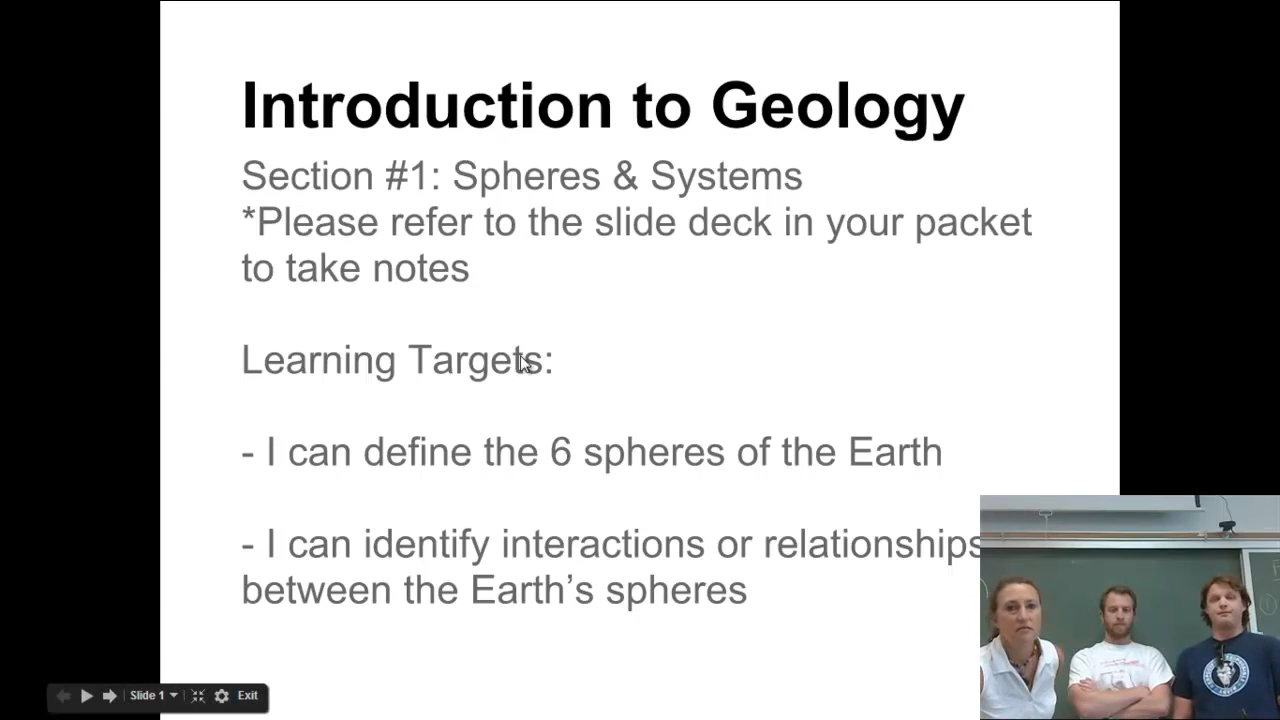 Introduction to Geology
Section #1: Spheres & Systems
*Please refer to the slide deck in your packet
to take notes
Learning Targets:
- I can define the 6 spheres of the Earth
- I can identify interactions or relationships
between the Earth’s spheres
Slide 1
Exit